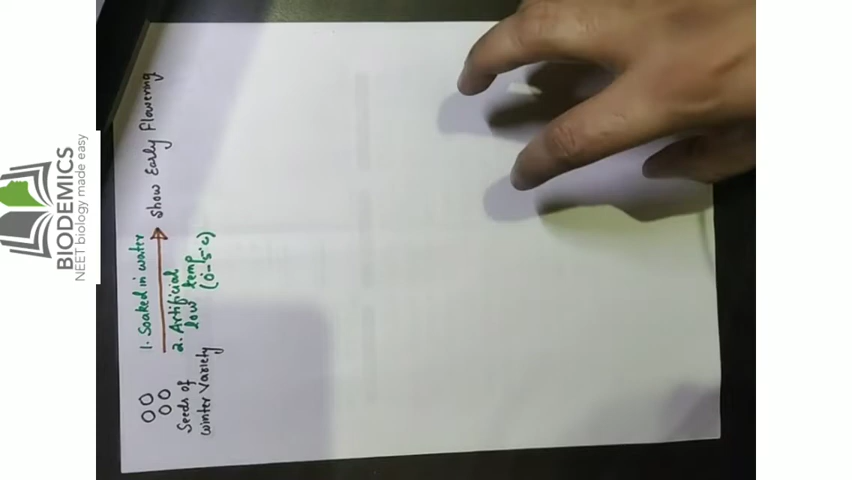 BIODEMICS
NEET biology made easy
1. Soaked in water
2. Artificial
low temp
(0°-5°c)
Show Early Flowering
Seeds of
winter Variety